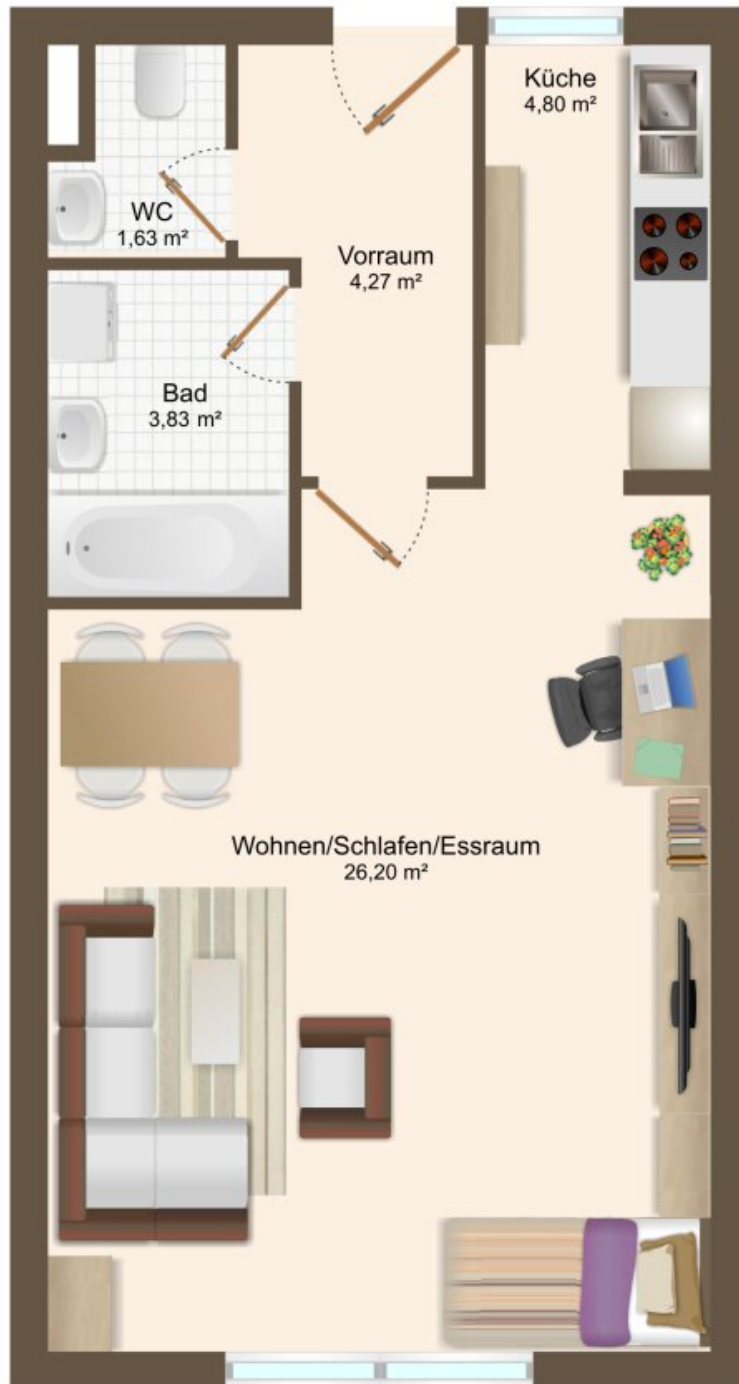 Küche
4,80 m²
WC
1,63 m²
Vorraum
4,27 m²
Bad
3,83 m²
Wohnen/Schlafen/Essraum
26,20 m²